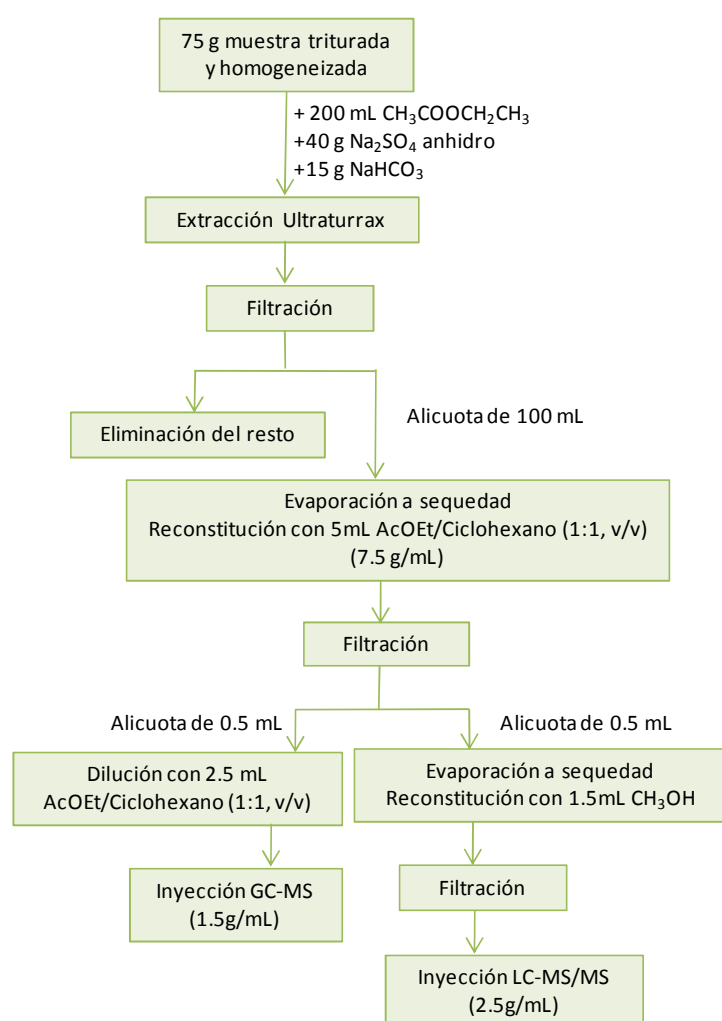 75 g muestra triturada
y homogeneizada
+ 200 mL CH₃COOCH₂CH₃
+40 g Na₂SO₄ anhidro
+15 g NaHCO₃
Extracción Ultraturrax
Filtración
Eliminación del resto
Alicuota de 100 mL
Evaporación a sequedad
Reconstitución con 5mL AcOEt/Ciclohexano (1:1, v/v)
(7.5 g/mL)
Filtración
Alicuota de 0.5 mL
Alicuota de 0.5 mL
Dilución con 2.5 mL
AcOEt/Ciclohexano (1:1, v/v)
Evaporación a sequedad
Reconstitución con 1.5mL CH₃OH
Inyección GC-MS
(1.5g/mL)
Filtración
Inyección LC-MS/MS
(2.5g/mL)